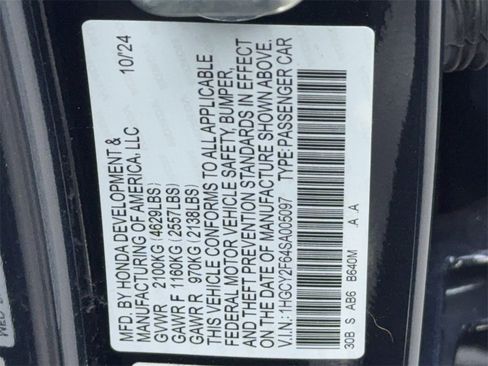 MFD. BY HONDA DEVELOPMENT & 10/24
MANUFACTURING OF AMERICA, LLC
GVWR 2100KG (4629LBS)
GAWR F 1160KG (2557LBS)
GAWR R 970KG (2138LBS)
THIS VEHICLE CONFORMS TO ALL APPLICABLE
FEDERAL MOTOR VEHICLE SAFETY, BUMPER,
AND THEFT PREVENTION STANDARDS IN EFFECT
ON THE DATE OF MANUFACTURE SHOWN ABOVE.
V.I.N.: 1HGCY2F64SA005097 TYPE: PASSENGER CAR
30B S AB6 B640M .A .A